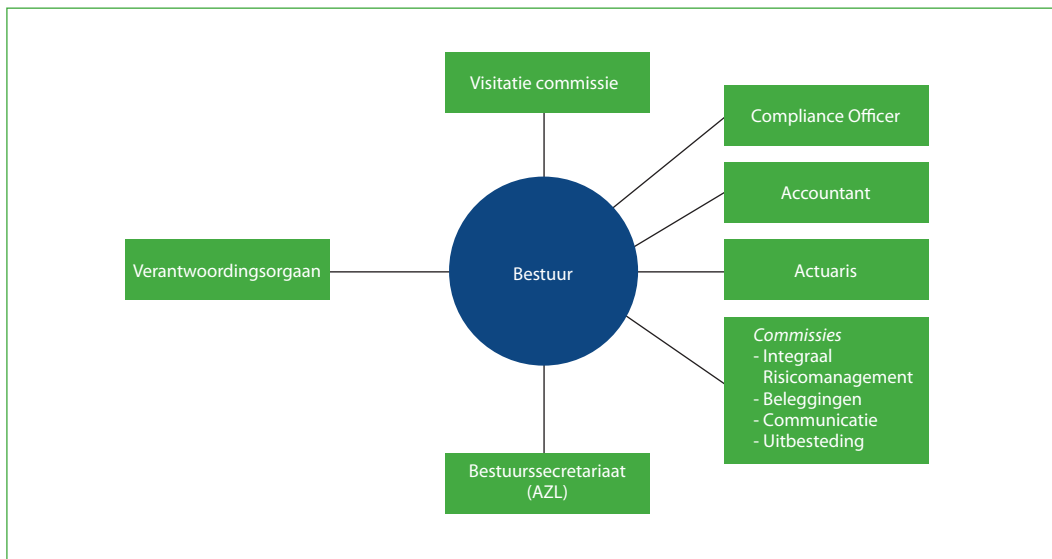 Visitatie commissie
Compliance Officer
Accountant
Verantwoordingsorgaan
Bestuur
Actuaris
Commissies
- Integraal
Risicomanagement
- Beleggingen
- Communicatie
- Uitbesteding
Bestuurssecretariaat
(AZL)